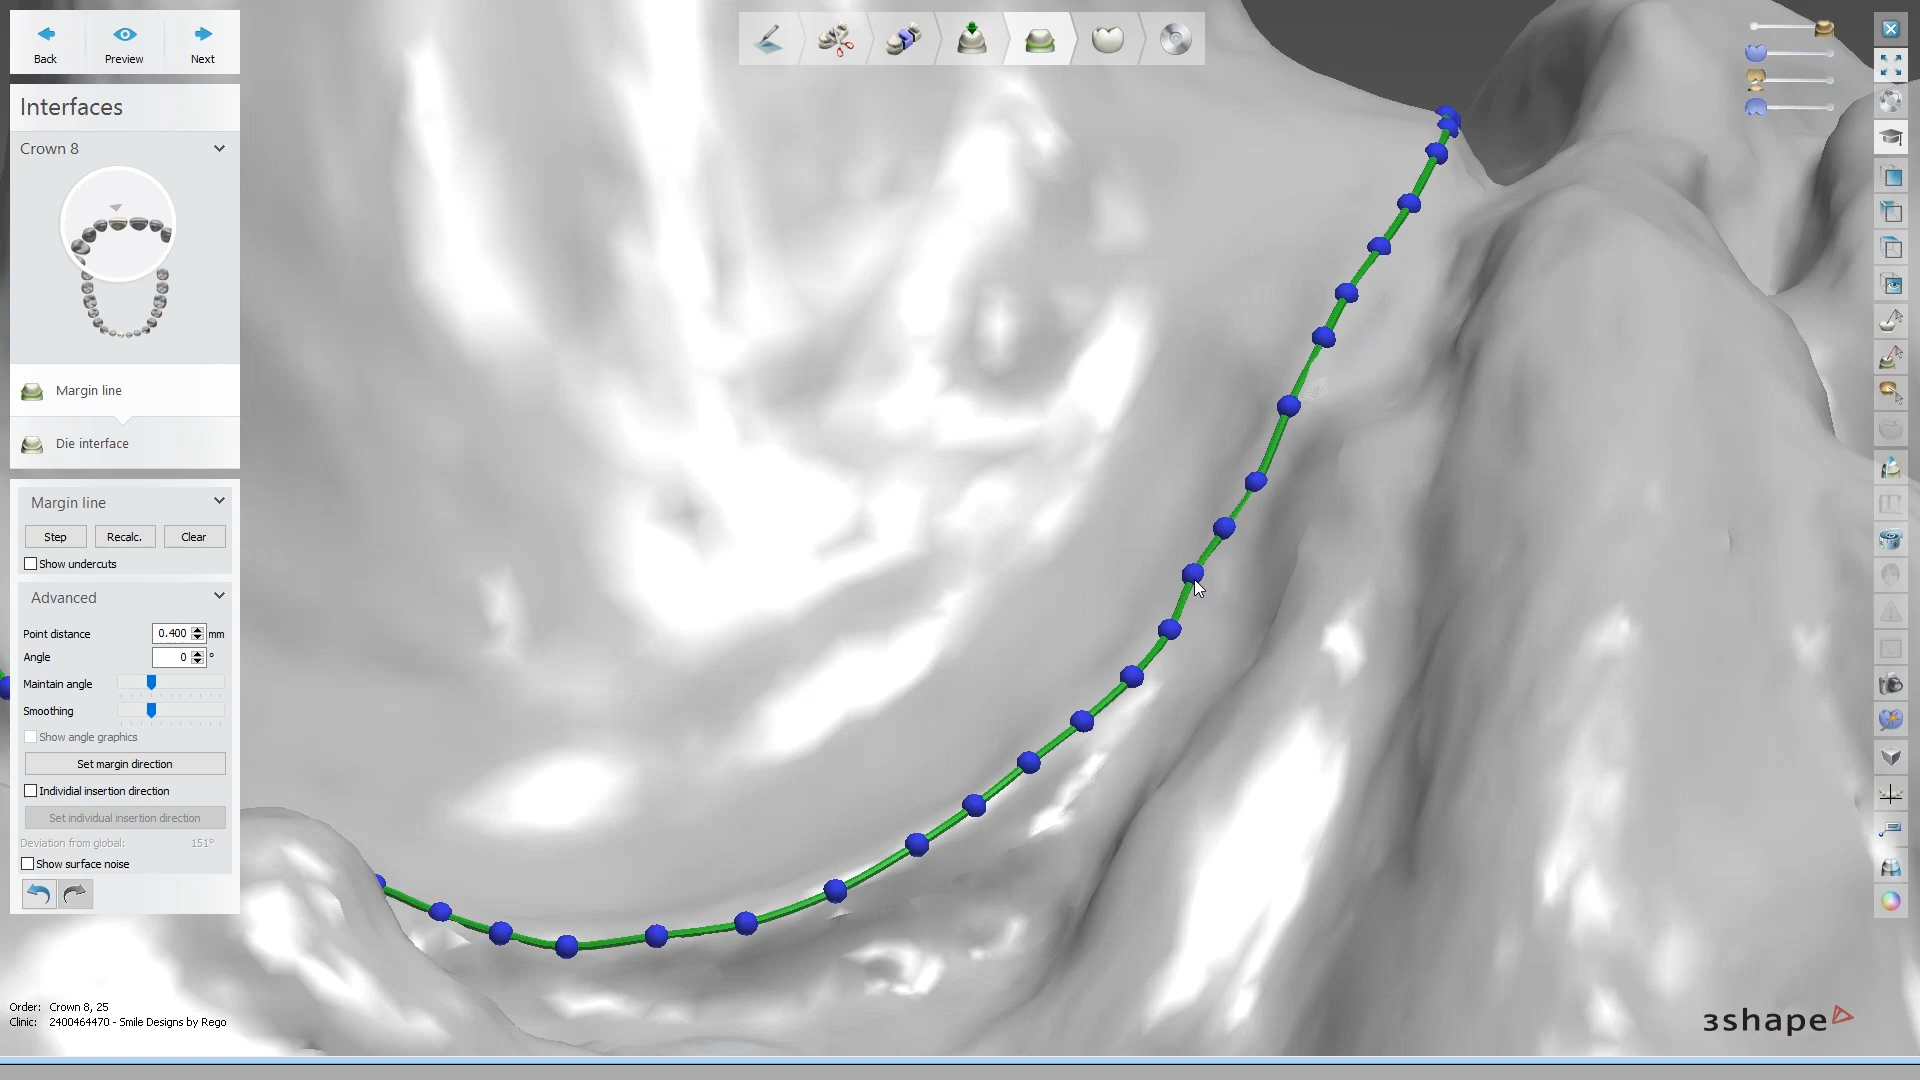 Back
Preview
Next
Interfaces
Crown 8
Margin line
Die interface
Margin line
Step
Recalc.
Clear
Show undercuts
Advanced
Point distance 0.400 mm
Angle 0 °
Maintain angle
Smoothing
Show angle graphics
Set margin direction
Individial insertion direction
Set individual insertion direction
Deviation from global: 151°
Show surface noise
Order: Crown 8, 25
Clinic: 2400464470 - Smile Designs by Rego
3shape